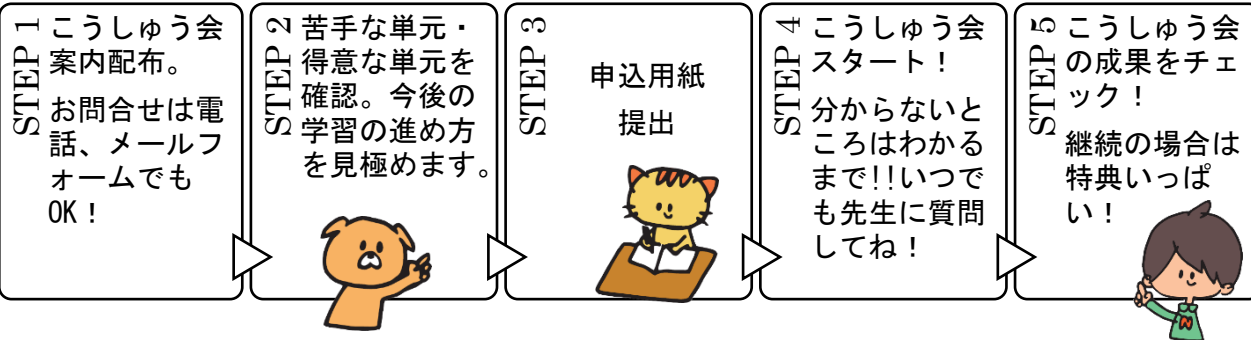 STEP 1
こうしゅう会
案内配布。
お問合せは電
話、メールフ
ォームでも
OK！
STEP 2
苦手な単元・
得意な単元を
確認。今後の
学習の進め方
を見極めます。
STEP 3
申込用紙
提出
STEP 4
こうしゅう会
スタート！
分からないと
ころはわかる
まで!!いつで
も先生に質問
してね！
STEP 5
こうしゅう会
の成果をチェ
ック！
継続の場合は
特典いっぱ
い！